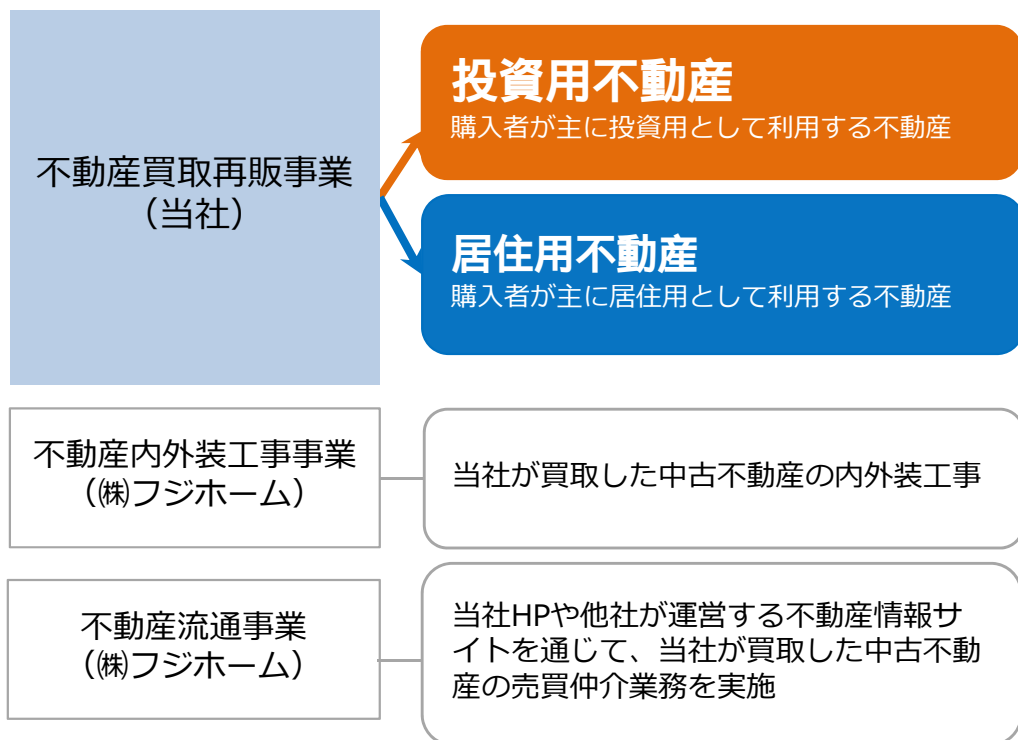 不動産買取再販事業
（当社）
投資用不動産
購入者が主に投資用として利用する不動産
居住用不動産
購入者が主に居住用として利用する不動産
不動産内外装工事事業
（㈱フジホーム）
当社が買取した中古不動産の内外装工事
不動産流通事業
（㈱フジホーム）
当社HPや他社が運営する不動産情報サ
イトを通じて、当社が買取した中古不動
産の売買仲介業務を実施